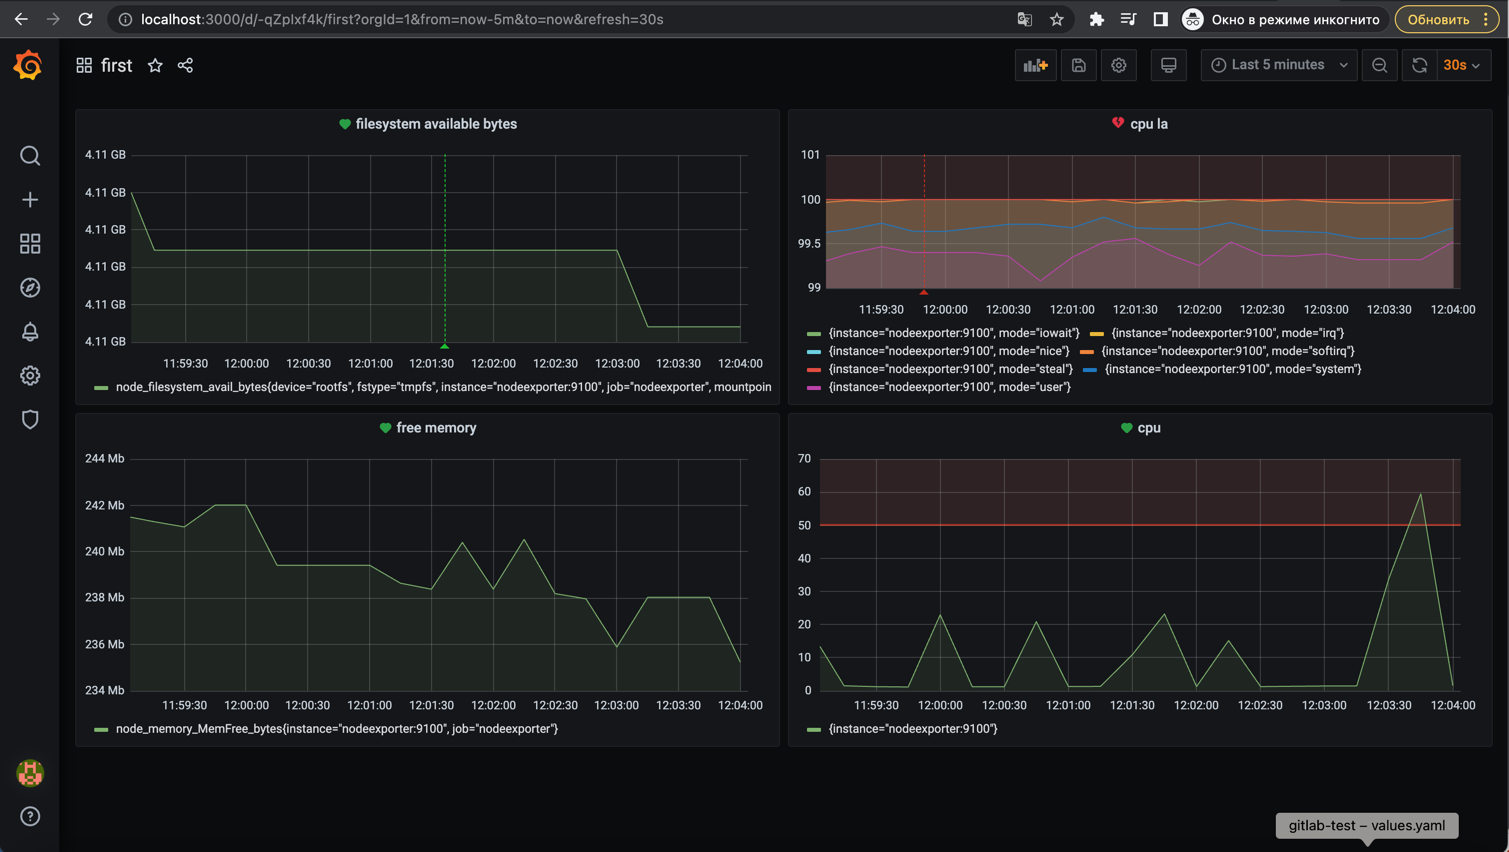 localhost:3000/d/-qZplxf4k/first?orgId=1&from=now-5m&to=now&refresh=30s
Окно в режиме инкогнито
Обновить
first
Last 5 minutes
30s
filesystem available bytes
4.11 GB
4.11 GB
4.11 GB
4.11 GB
4.11 GB
4.11 GB
11:59:30 12:00:00 12:00:30 12:01:00 12:01:30 12:02:00 12:02:30 12:03:00 12:03:30 12:04:00
node_filesystem_avail_bytes{device="rootfs", fstype="tmpfs", instance="nodeexporter:9100", job="nodeexporter", mountpoin
cpu la
101
100
99.5
99
11:59:30 12:00:00 12:00:30 12:01:00 12:01:30 12:02:00 12:02:30 12:03:00 12:03:30 12:04:00
{instance="nodeexporter:9100", mode="iowait"} {instance="nodeexporter:9100", mode="irq"}
{instance="nodeexporter:9100", mode="nice"} {instance="nodeexporter:9100", mode="softirq"}
{instance="nodeexporter:9100", mode="steal"} {instance="nodeexporter:9100", mode="system"}
{instance="nodeexporter:9100", mode="user"}
free memory
244 Mb
242 Mb
240 Mb
238 Mb
236 Mb
234 Mb
11:59:30 12:00:00 12:00:30 12:01:00 12:01:30 12:02:00 12:02:30 12:03:00 12:03:30 12:04:00
node_memory_MemFree_bytes{instance="nodeexporter:9100", job="nodeexporter"}
cpu
70
60
50
40
30
20
10
0
11:59:30 12:00:00 12:00:30 12:01:00 12:01:30 12:02:00 12:02:30 12:03:00 12:03:30 12:04:00
{instance="nodeexporter:9100"}
gitlab-test – values.yaml